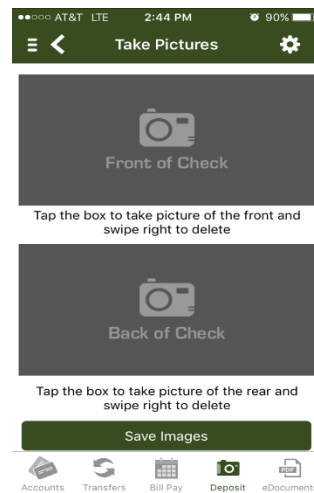 AT&T LTE 2:44 PM 90%
Take Pictures
Front of Check
Tap the box to take picture of the front and
swipe right to delete
Back of Check
Tap the box to take picture of the rear and
swipe right to delete
Save Images
PDF
Accounts Transfers Bill Pay Deposit eDocuments